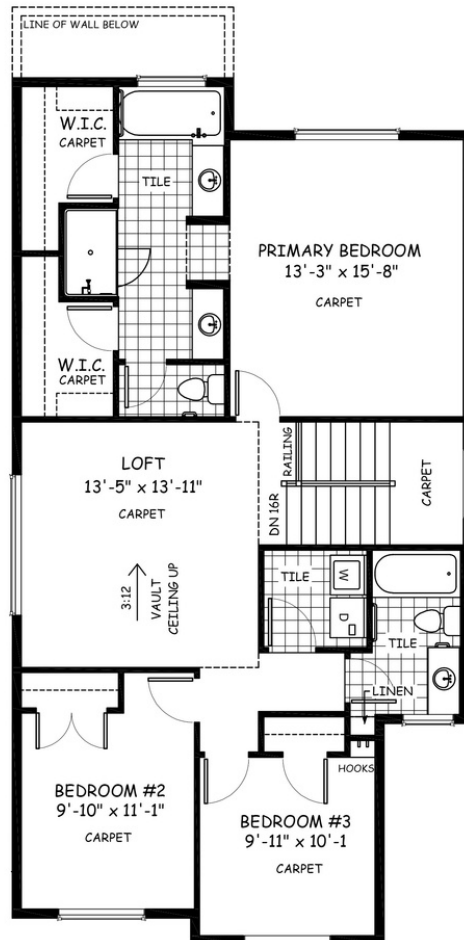 LINE OF WALL BELOW
W.I.C.
CARPET
TILE
PRIMARY BEDROOM
13'-3" x 15'-8"
CARPET
W.I.C.
CARPET
LOFT
13'-5" x 13'-11"
CARPET
RAILING
DN 16R
CARPET
3:12
VAULT
CEILING UP
TILE
W
D
TILE
LINEN
HOOKS
BEDROOM #2
9'-10" x 11'-1"
CARPET
BEDROOM #3
9'-11" x 10'-1
CARPET